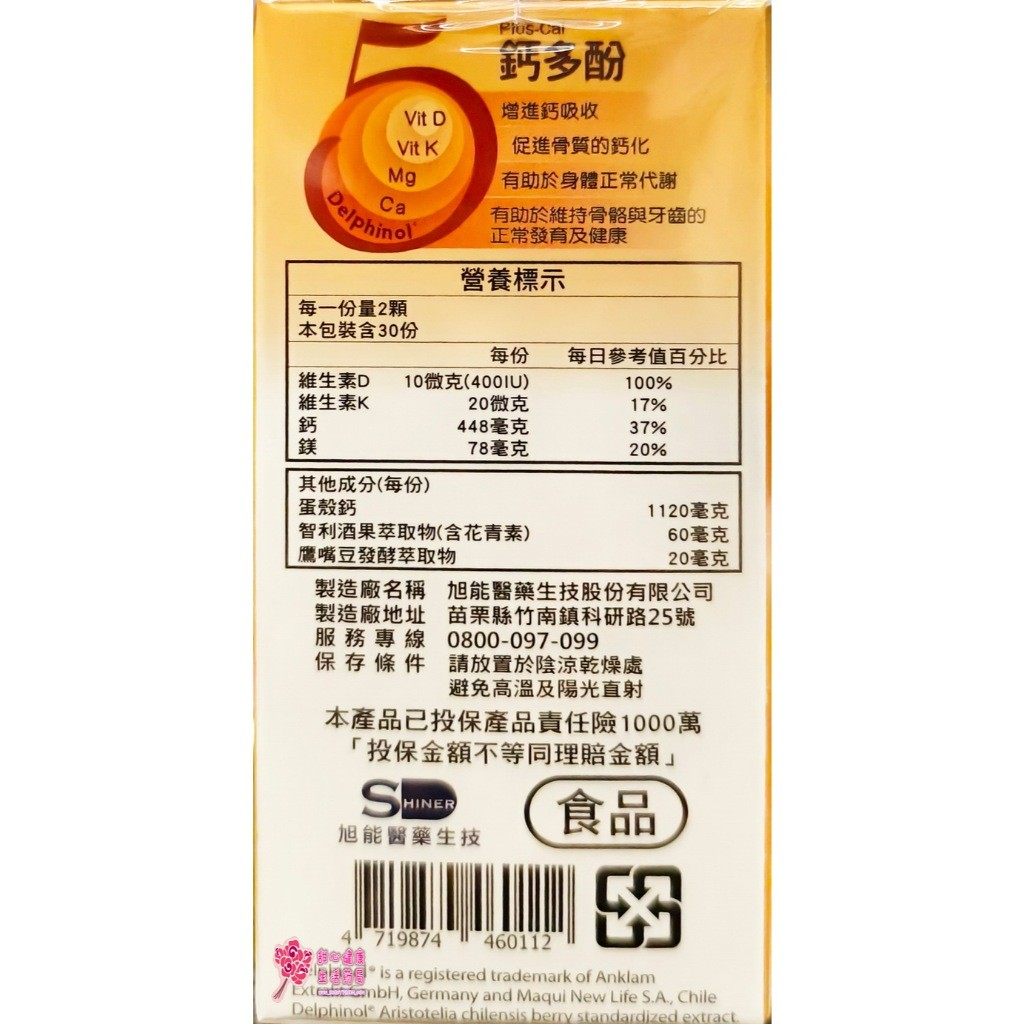 Plus-Cal
鈣多酚
Vit D
增進鈣吸收
Vit K
促進骨質的鈣化
Mg
有助於身體正常代謝
Ca
Delphinol®
有助於維持骨骼與牙齒的
正常發育及健康
營養標示
每一份量2顆
本包裝含30份
每份 每日參考值百分比
維生素D 10微克(400IU) 100%
維生素K 20微克 17%
鈣 448毫克 37%
鎂 78毫克 20%
其他成分(每份)
蛋殼鈣 1120毫克
智利酒果萃取物(含花青素) 60毫克
鷹嘴豆發酵萃取物 20毫克
製造廠名稱 旭能醫藥生技股份有限公司
製造廠地址 苗栗縣竹南鎮科研路25號
服務專線 0800-097-099
保存條件 請放置於陰涼乾燥處
避免高溫及陽光直射
本產品已投保產品責任險1000萬
「投保金額不等同理賠金額」
SHINER
旭能醫藥生技
食品
4 719874 460112
甜心健康
生活藥局
is a registered trademark of Anklam
GmbH, Germany and Maqui New Life S.A., Chile
Delphinol® Aristotelia chilensis berry standardized extract